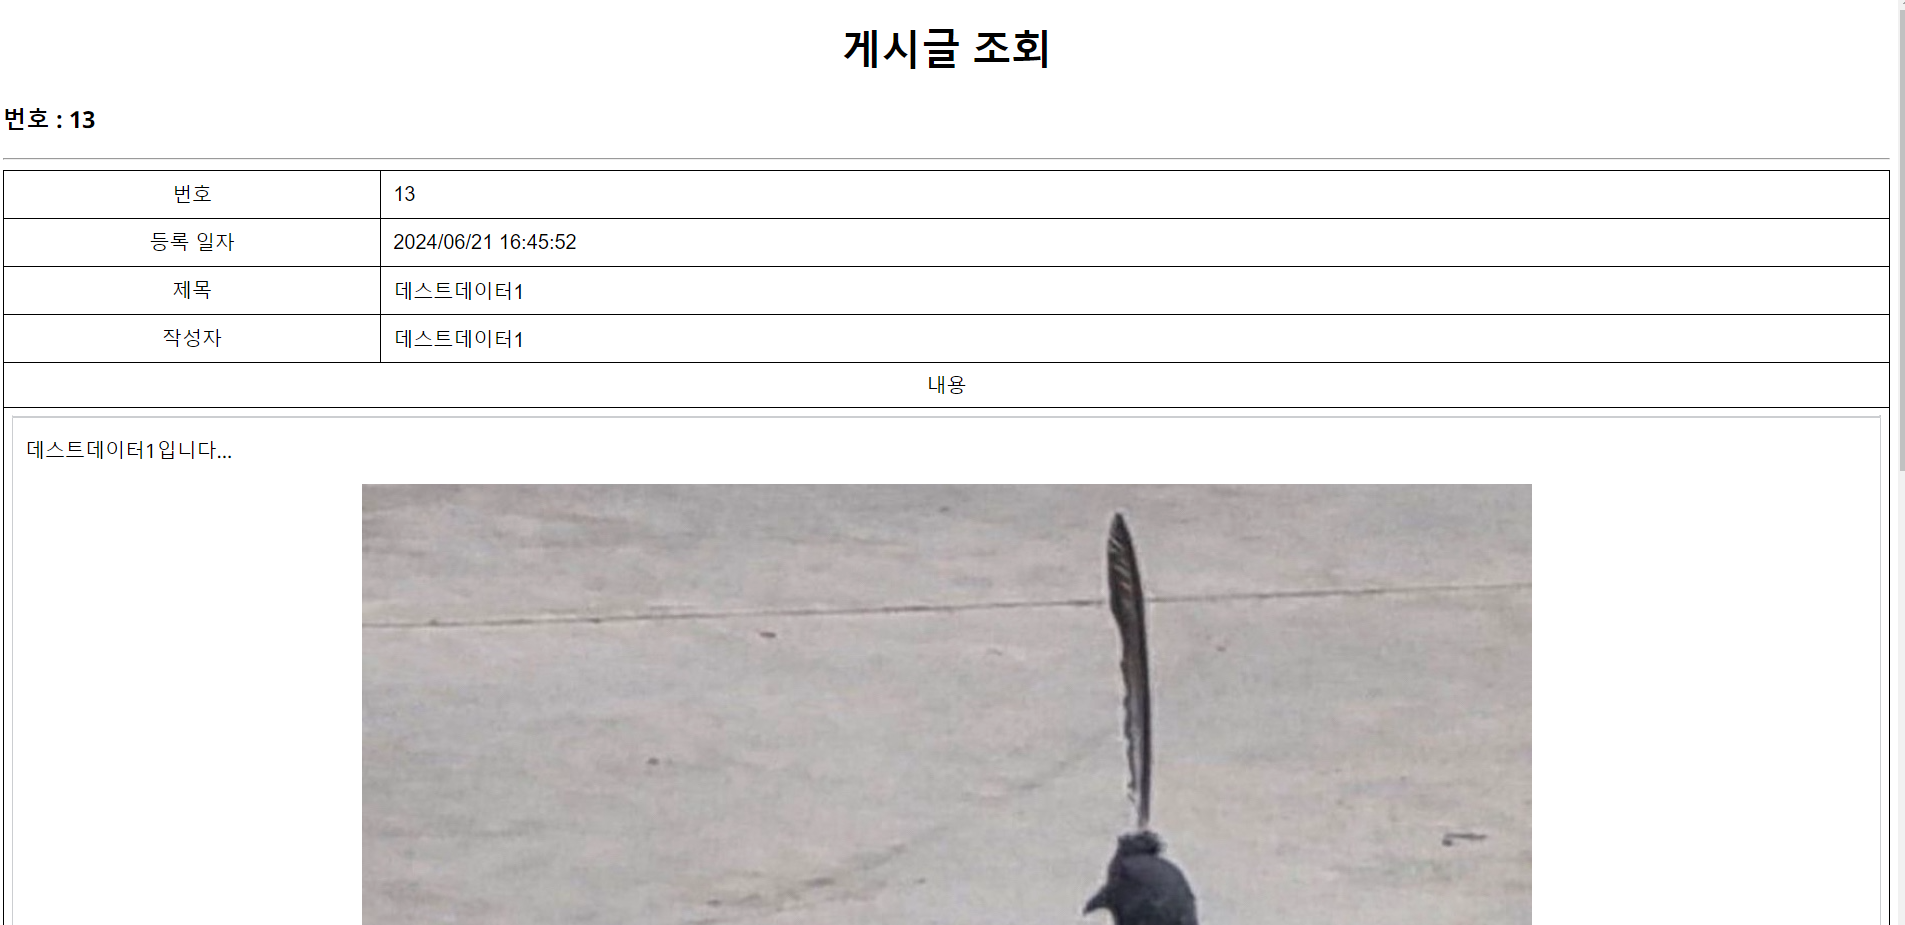 게시글 조회
번호 : 13
번호 13
등록 일자 2024/06/21 16:45:52
제목 데스트데이터1
작성자 데스트데이터1
내용
데스트데이터1입니다...